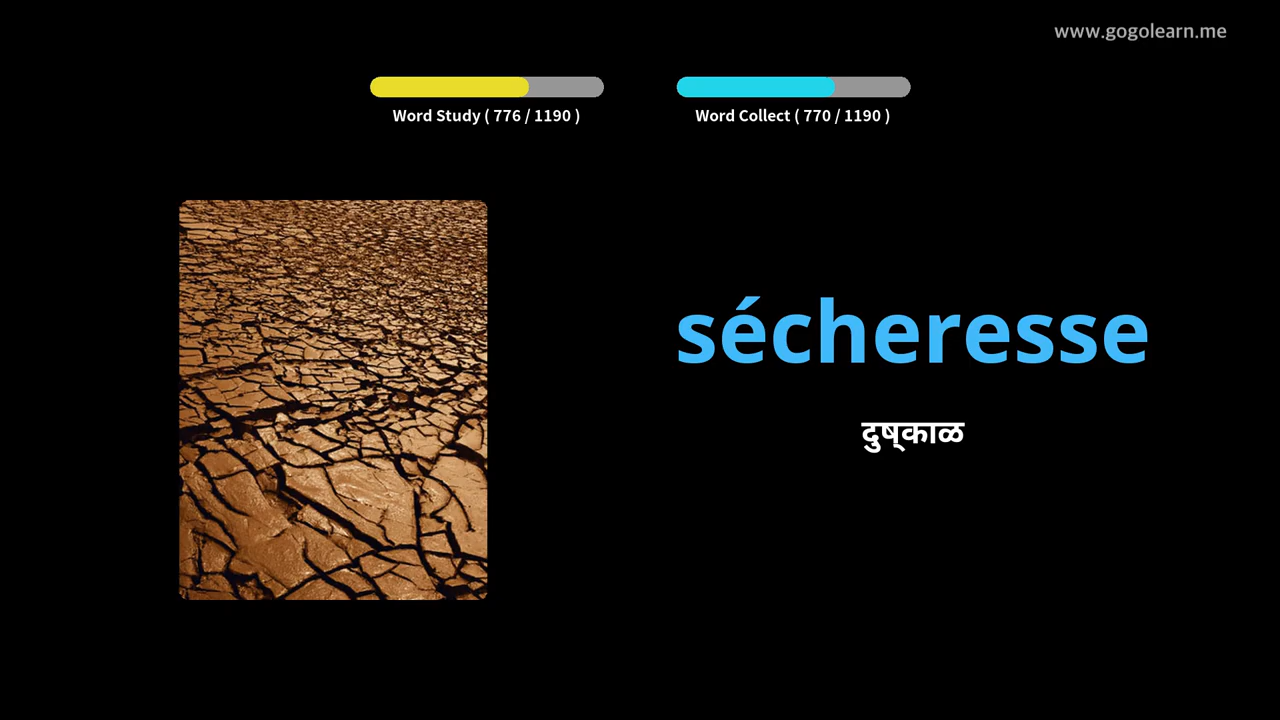 www.gogolearn.me
Word Study ( 776 / 1190 )
Word Collect ( 770 / 1190 )
sécheresse
दुष्काळ